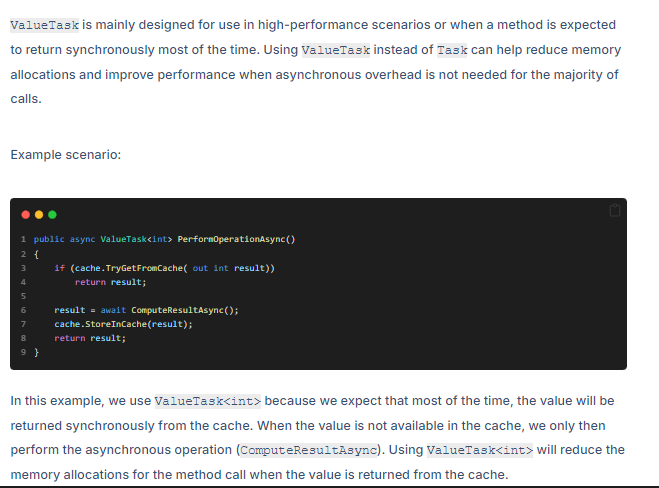 ValueTask is mainly designed for use in high-performance scenarios or when a method is expected
to return synchronously most of the time. Using ValueTask instead of Task can help reduce memory
allocations and improve performance when asynchronous overhead is not needed for the majority of
calls.
Example scenario:
1 public async ValueTask<int> PerformOperationAsync()
2 {
3     if (cache.TryGetFromCache( out int result))
4         return result;
5
6     result = await ComputeResultAsync();
7     cache.StoreInCache(result);
8     return result;
9 }
In this example, we use ValueTask<int> because we expect that most of the time, the value will be
returned synchronously from the cache. When the value is not available in the cache, we only then
perform the asynchronous operation (ComputeResultAsync). Using ValueTask<int> will reduce the
memory allocations for the method call when the value is returned from the cache.